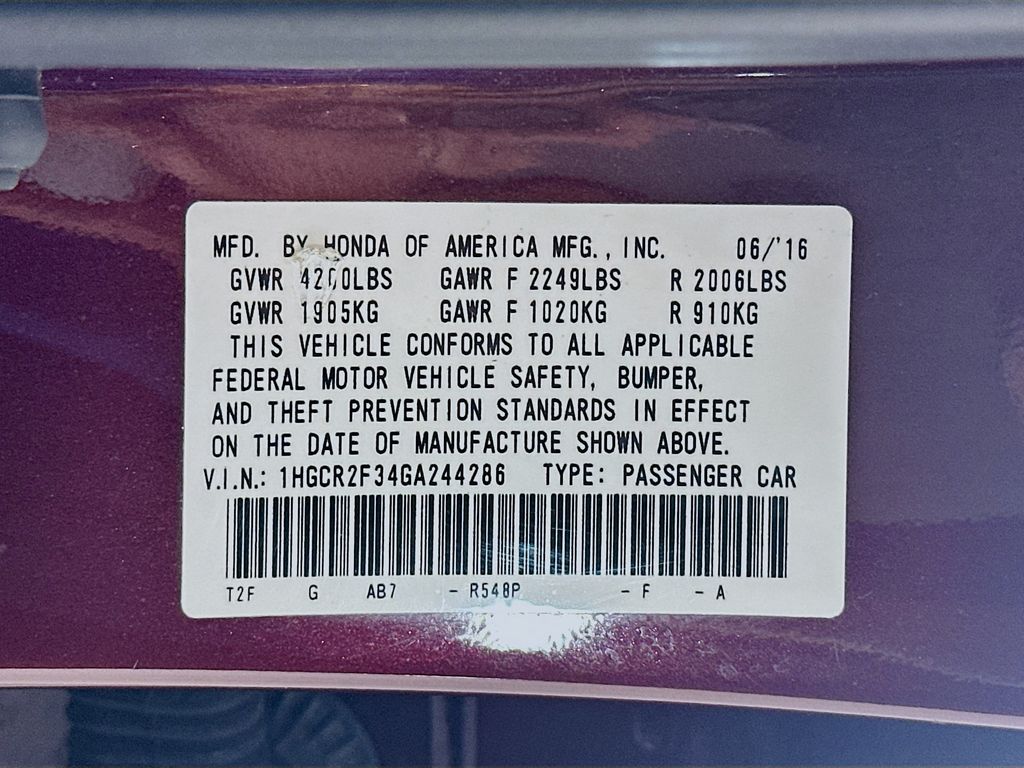 MFD. BY HONDA OF AMERICA MFG., INC. 06/'16
GVWR 4200LBS GAWR F 2249LBS R 2006LBS
GVWR 1905KG GAWR F 1020KG R 910KG
THIS VEHICLE CONFORMS TO ALL APPLICABLE
FEDERAL MOTOR VEHICLE SAFETY, BUMPER,
AND THEFT PREVENTION STANDARDS IN EFFECT
ON THE DATE OF MANUFACTURE SHOWN ABOVE.
V.I.N.: 1HGCR2F34GA244286 TYPE: PASSENGER CAR
T2F G AB7 - R548P - F - A